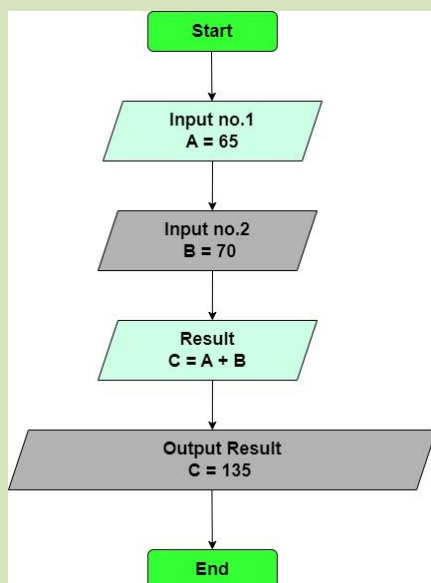 Start
Input no.1
A = 65
Input no.2
B = 70
Result
C = A + B
Output Result
C = 135
End